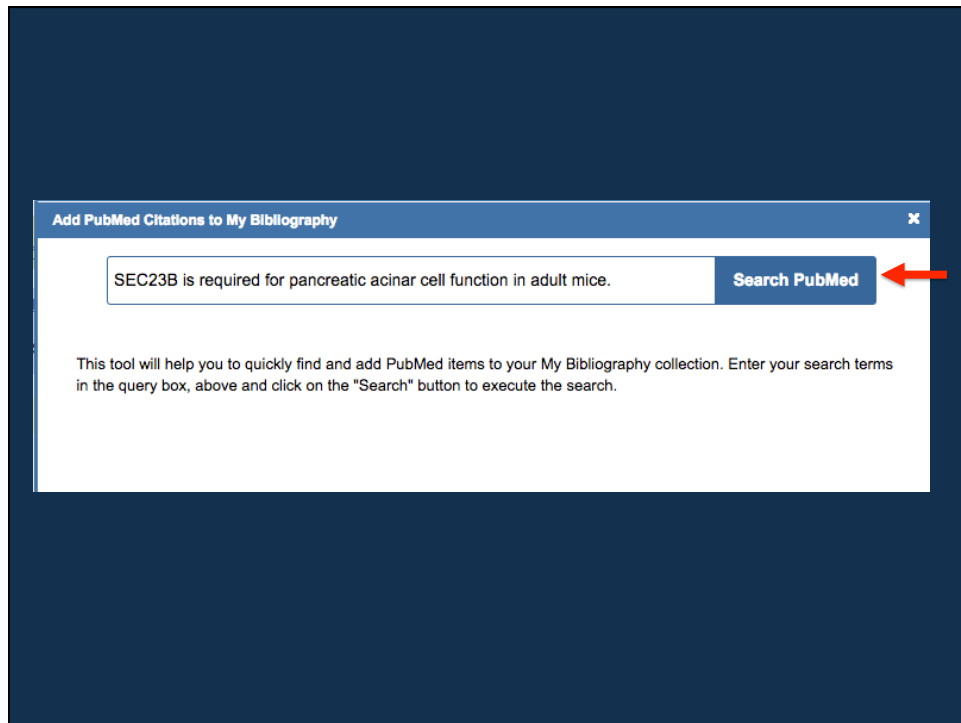 Add PubMed Citations to My Bibliography
SEC23B is required for pancreatic acinar cell function in adult mice.
Search PubMed
This tool will help you to quickly find and add PubMed items to your My Bibliography collection. Enter your search terms
in the query box, above and click on the "Search" button to execute the search.